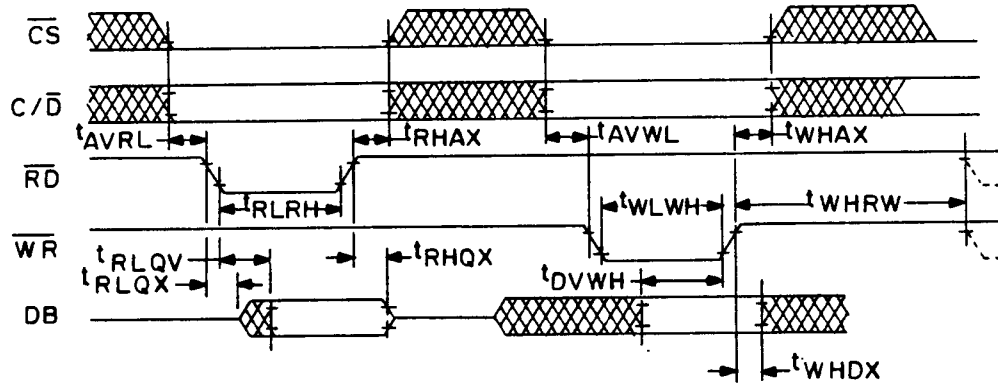 CS
C/D
tAVRL
tRHAX
tAVWL
tWHAX
RD
tRLRH
tWLWH
tWHRW
WR
tRLQV
tRHQX
tRLQX
tDVWH
DB
tWHDX